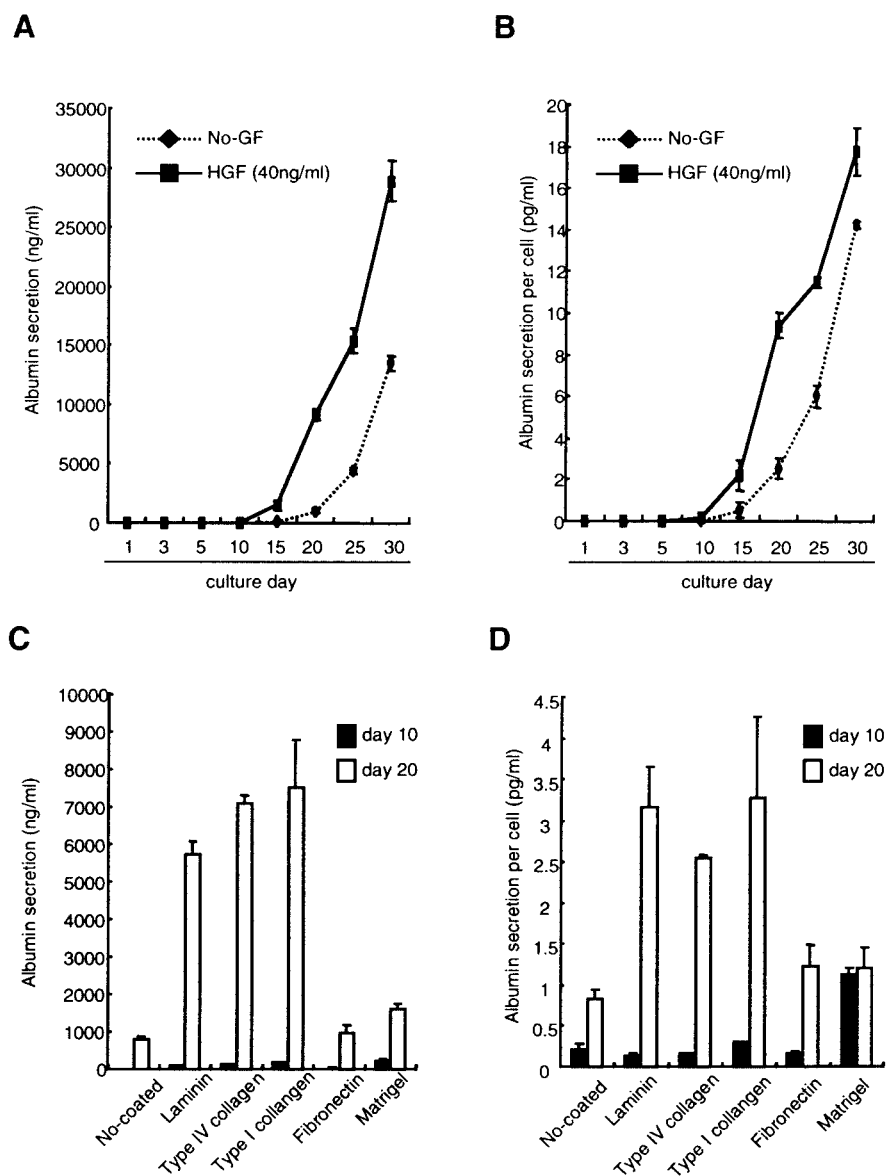 A
Albumin secretion (ng/ml)
35000
30000
25000
20000
15000
10000
5000
0
No-GF
HGF (40ng/ml)
1 3 5 10 15 20 25 30
culture day
B
Albumin secretion per cell (pg/ml)
20
18
16
14
12
10
8
6
4
2
0
No-GF
HGF (40ng/ml)
1 3 5 10 15 20 25 30
culture day
C
Albumin secretion (ng/ml)
10000
9000
8000
7000
6000
5000
4000
3000
2000
1000
0
day 10
day 20
No-coated
Laminin
Type IV collagen
Type I collangen
Fibronectin
Matrigel
D
Albumin secretion per cell (pg/ml)
4.5
4
3.5
3
2.5
2
1.5
1
0.5
0
day 10
day 20
No-coated
Laminin
Type IV collagen
Type I collangen
Fibronectin
Matrigel